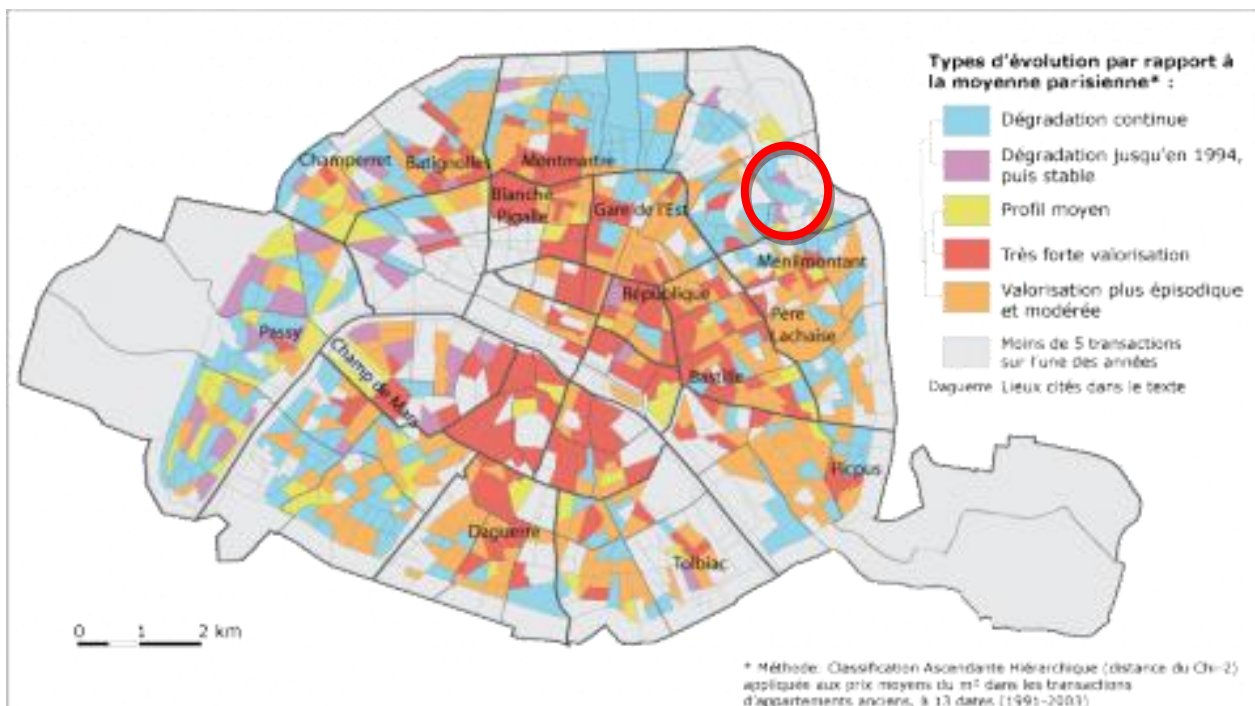 Types d'évolution par rapport à
la moyenne parisienne* :
Dégradation continue
Dégradation jusqu'en 1994,
puis stable
Profil moyen
Très forte valorisation
Valorisation plus épisodique
et modérée
Moins de 5 transactions
sur l'une des années
Daguerre Lieux cités dans le texte
Champerret
Batignolles
Montmartre
Blanche
Pigalle
Gare de l'Est
Ménilmontant
République
Père
Lachaise
Passy
Champ de Mars
Bastille
Picpus
Daguerre
Tolbiac
0 1 2 km
* Méthode: Classification Ascendante Hiérarchique (distance du Chi-2)
appliquée aux prix moyens du m² dans les transactions
d'appartements anciens, à 13 dates (1991-2003)